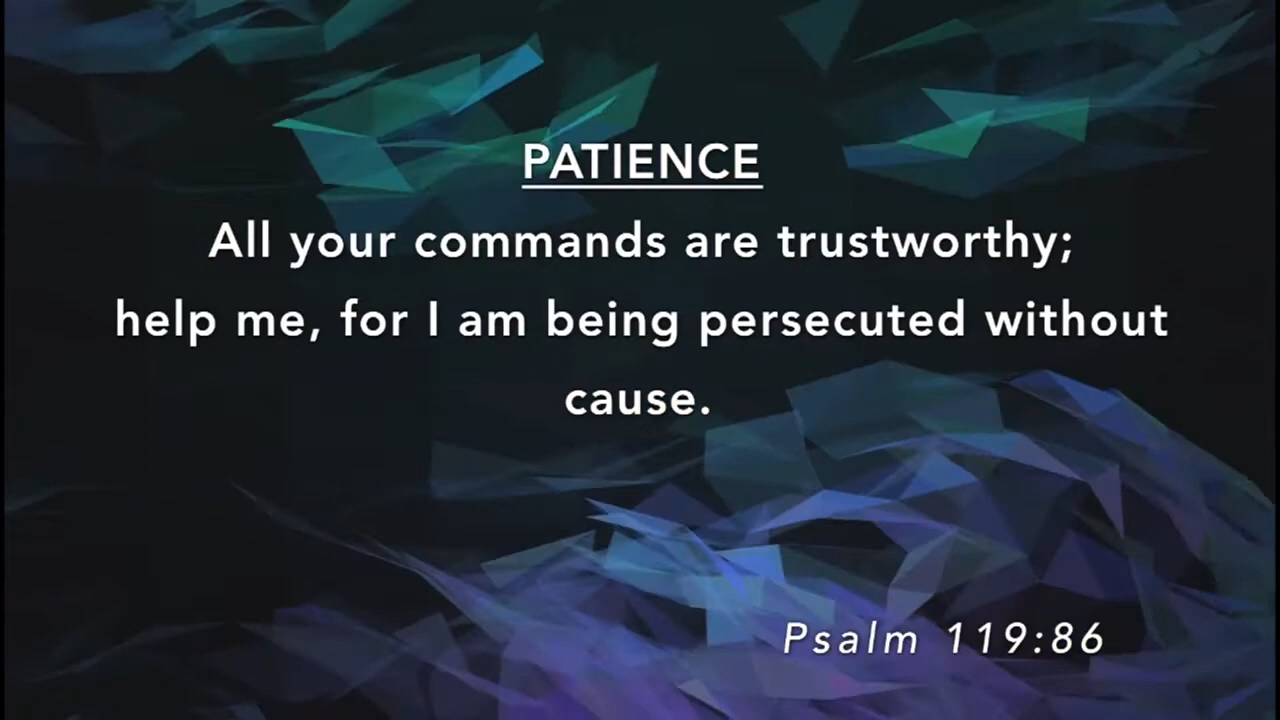 PATIENCE
All your commands are trustworthy;
help me, for I am being persecuted without
cause.
Psalm 119:86